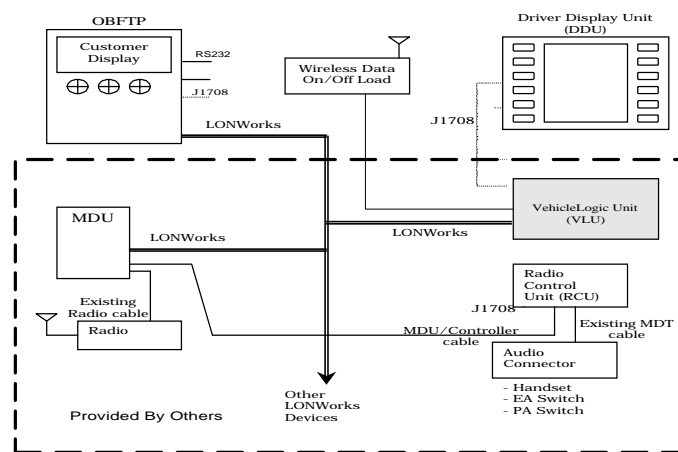 OBFTP
Customer
Display
RS232
J1708
LONWorks
Wireless Data
On/Off Load
Driver Display Unit
(DDU)
J1708
MDU
LONWorks
LONWorks
VehicleLogic Unit
(VLU)
Existing
Radio cable
Radio
Radio
Control
Unit (RCU)
J1708
MDU/Controller
cable
Existing MDT
cable
Audio
Connector
- Handset
- EA Switch
- PA Switch
Other
LONWorks
Devices
Provided By Others